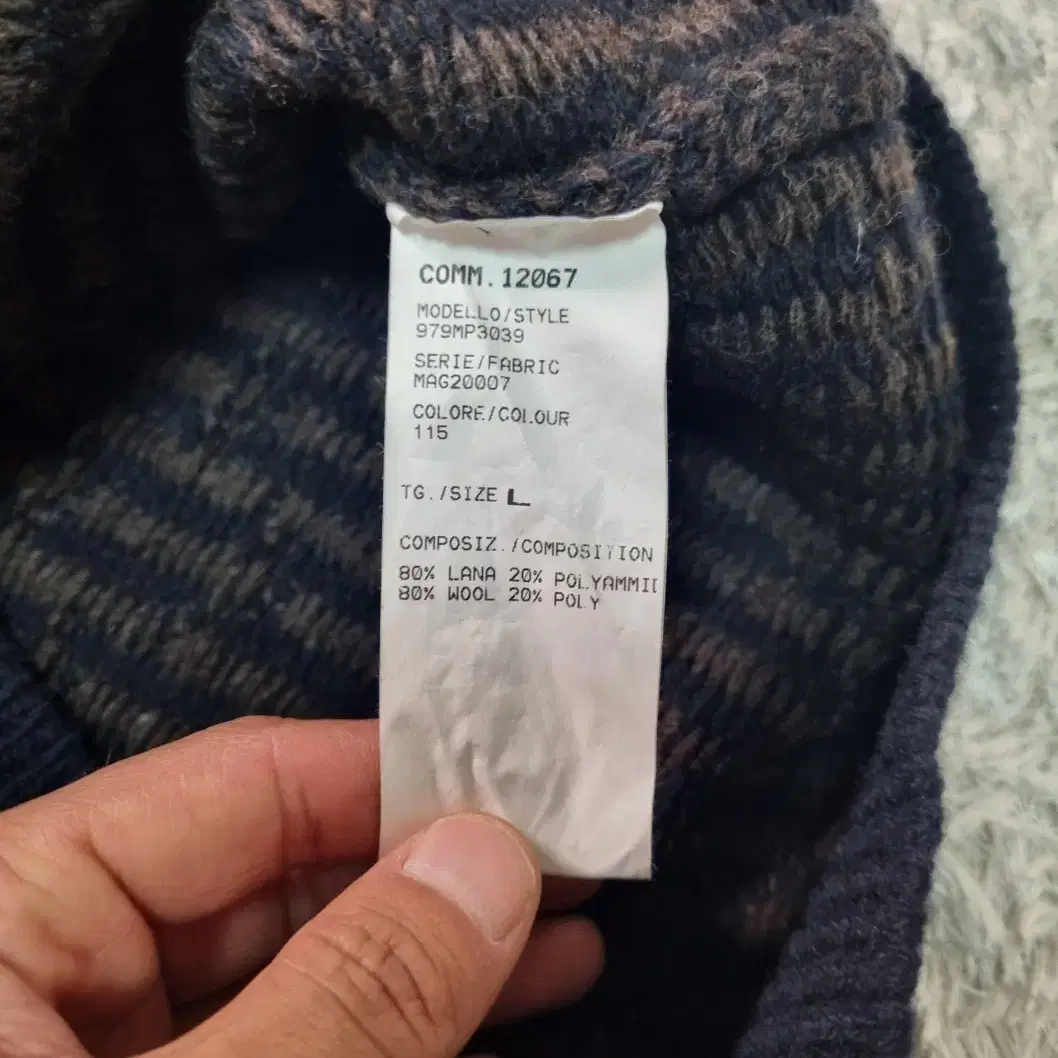 COMM.12067
MODELLO/STYLE
979MP3039
SERIE/FABRIC
MAG20007
COLORE/COLOUR
115
TG./SIZE L
COMPOSIZ./COMPOSITION
80% LANA 20% POLYAMMID
80% WOOL 20% POLY